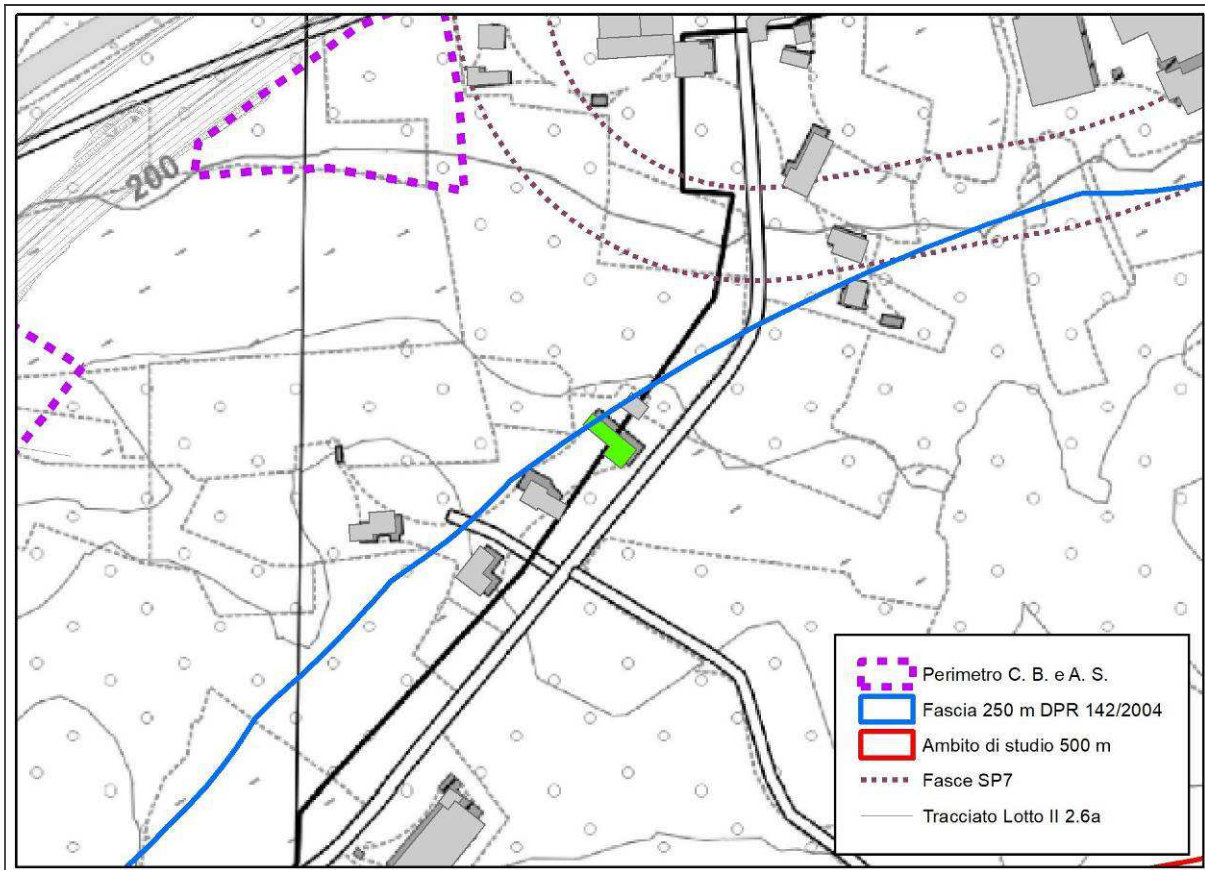 200
Perimetro C. B. e A. S.
Fascia 250 m DPR 142/2004
Ambito di studio 500 m
Fasce SP7
Tracciato Lotto II 2.6a